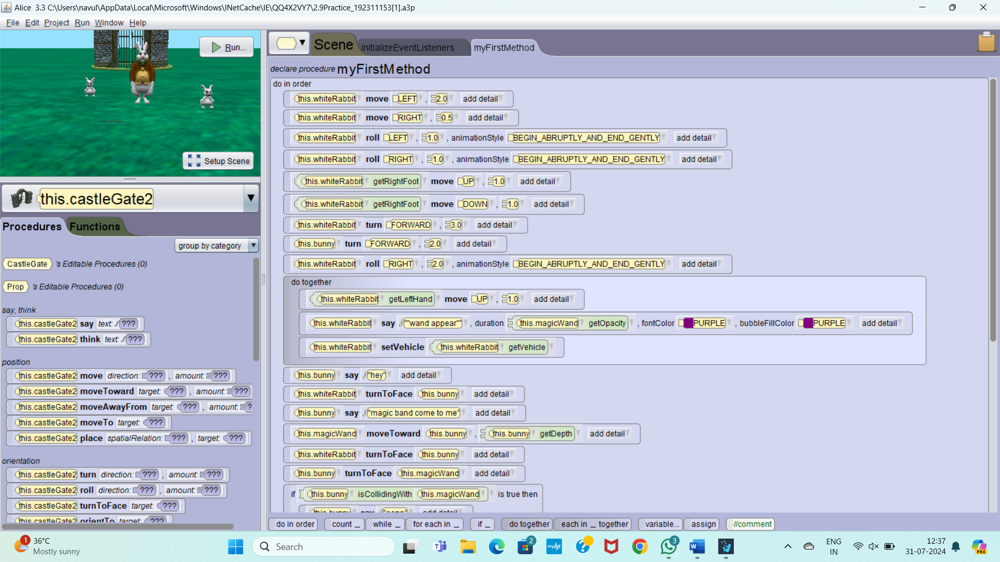 Alice 3.3 C:\Users\navul\AppData\Local\Microsoft\Windows\INetCache\IE\QQ4X2VY7\2.9Practice_192311153[1].a3p
File Edit Project Run Window Help
Run...
Setup Scene
this.castleGate2
Procedures Functions
group by category
CastleGate 's Editable Procedures (0)
Prop 's Editable Procedures (0)
say, think
this.castleGate2 say text: ???
this.castleGate2 think text: ???
position
this.castleGate2 move direction: ??? , amount: ???
this.castleGate2 moveToward target: ??? , amount: ???
this.castleGate2 moveAwayFrom target: ??? , amount: ?
this.castleGate2 moveTo target: ???
this.castleGate2 place spatialRelation: ??? , target: ???
orientation
this.castleGate2 turn direction: ??? , amount: ???
this.castleGate2 roll direction: ??? , amount: ???
this.castleGate2 turnToFace target: ???
this.castleGate2 orientTo target: ???
Scene initializeEventListeners myFirstMethod
declare procedure myFirstMethod
do in order
this.whiteRabbit move LEFT , 2.0 add detail
this.whiteRabbit move RIGHT , 0.5 add detail
this.whiteRabbit roll LEFT , 1.0 , animationStyle BEGIN_ABRUPTLY_AND_END_GENTLY add detail
this.whiteRabbit roll RIGHT , 1.0 , animationStyle BEGIN_ABRUPTLY_AND_END_GENTLY add detail
this.whiteRabbit getRightFoot move UP , 1.0 add detail
this.whiteRabbit getRightFoot move DOWN , 1.0 add detail
this.whiteRabbit turn FORWARD , 3.0 add detail
this.bunny turn FORWARD , 2.0 add detail
this.whiteRabbit roll RIGHT , 2.0 , animationStyle BEGIN_ABRUPTLY_AND_END_GENTLY add detail
do together
this.whiteRabbit getLeftHand move UP , 1.0 add detail
this.whiteRabbit say ""wand appear"" , duration this.magicWand getOpacity , fontColor PURPLE , bubbleFillColor PURPLE add detail
this.whiteRabbit setVehicle this.whiteRabbit getVehicle
this.bunny say "hey" add detail
this.whiteRabbit turnToFace this.bunny add detail
this.bunny say "magic band come to me" add detail
this.magicWand moveToward this.bunny , this.bunny getDepth add detail
this.whiteRabbit turnToFace this.bunny add detail
this.bunny turnToFace this.magicWand add detail
if this.bunny isCollidingWith this.magicWand is true then
this.bunny say add detail
do in order count _ while _ for each in _ if _ do together each in _ together variable... assign //comment
1 36°C
Mostly sunny
Search
myhp
2
3
ENG
IN
12:37
31-07-2024
PRE